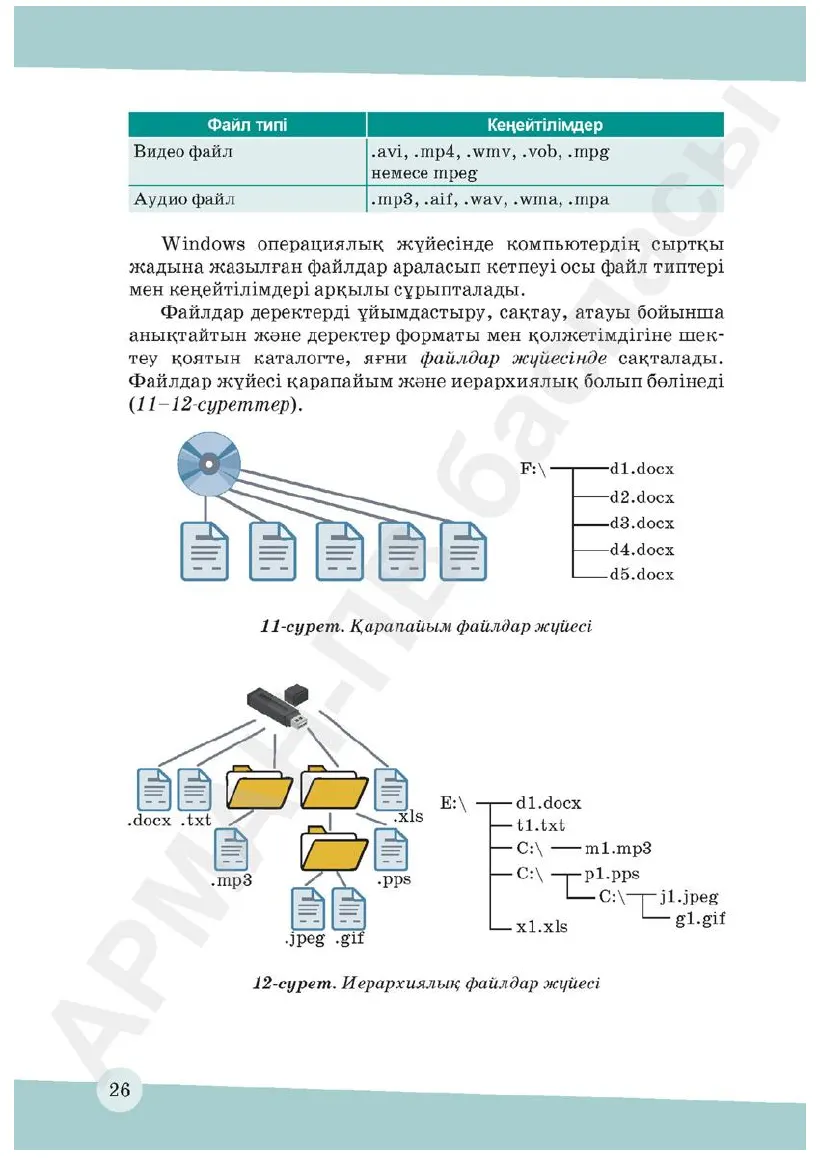 Файл типі Кеңейтілімдер
Видео файл .avi, .mp4, .wmv, .vob, .mpg
немесе mpeg
Аудио файл .mp3, .aif, .wav, .wma, .mpa
Windows операциялық жүйесінде компьютердің сыртқы
жадына жазылған файлдар араласып кетпеуі осы файл типтері
мен кеңейтілімдері арқылы сұрыпталады.
Файлдар деректерді ұйымдастыру, сақтау, атауы бойынша
анықтайтын және деректер форматы мен қолжетімдігіне шек-
теу қоятын каталогте, яғни файлдар жүйесінде сақталады.
Файлдар жүйесі қарапайым және иерархиялық болып бөлінеді
(11–12-суреттер).
F:\ d1.docx
d2.docx
d3.docx
d4.docx
d5.docx
11-сурет. Қарапайым файлдар жүйесі
.docx .txt .xls
.mp3 .pps
.jpeg .gif
E:\ d1.docx
t1.txt
C:\ m1.mp3
C:\ p1.pps
C:\ j1.jpeg
g1.gif
x1.xls
12-сурет. Иерархиялық файлдар жүйесі
26
АРМАН-ПВ баспасы